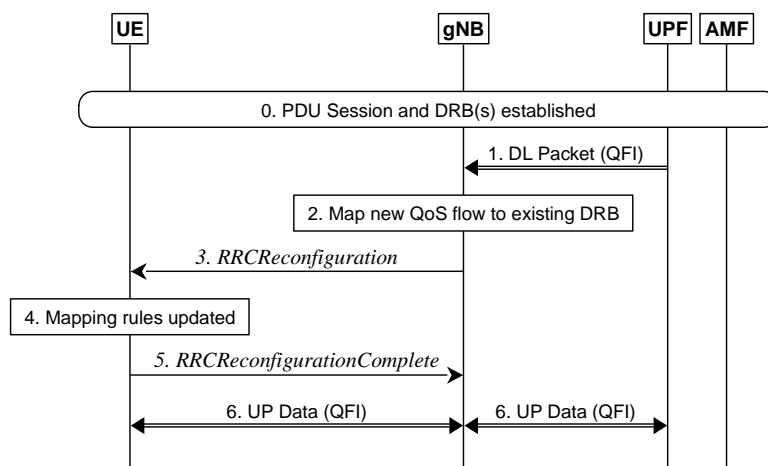 UE
gNB
UPF
AMF
0. PDU Session and DRB(s) established
1. DL Packet (QFI)
2. Map new QoS flow to existing DRB
3. RRCReconfiguration
4. Mapping rules updated
5. RRCReconfigurationComplete
6. UP Data (QFI)
6. UP Data (QFI)